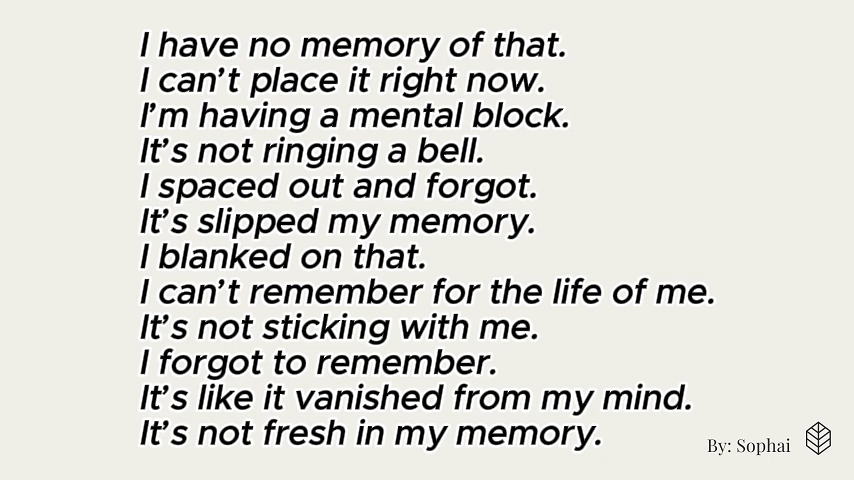 I have no memory of that.
I can’t place it right now.
I’m having a mental block.
It’s not ringing a bell.
I spaced out and forgot.
It’s slipped my memory.
I blanked on that.
I can’t remember for the life of me.
It’s not sticking with me.
I forgot to remember.
It’s like it vanished from my mind.
It’s not fresh in my memory.
By: Sophai